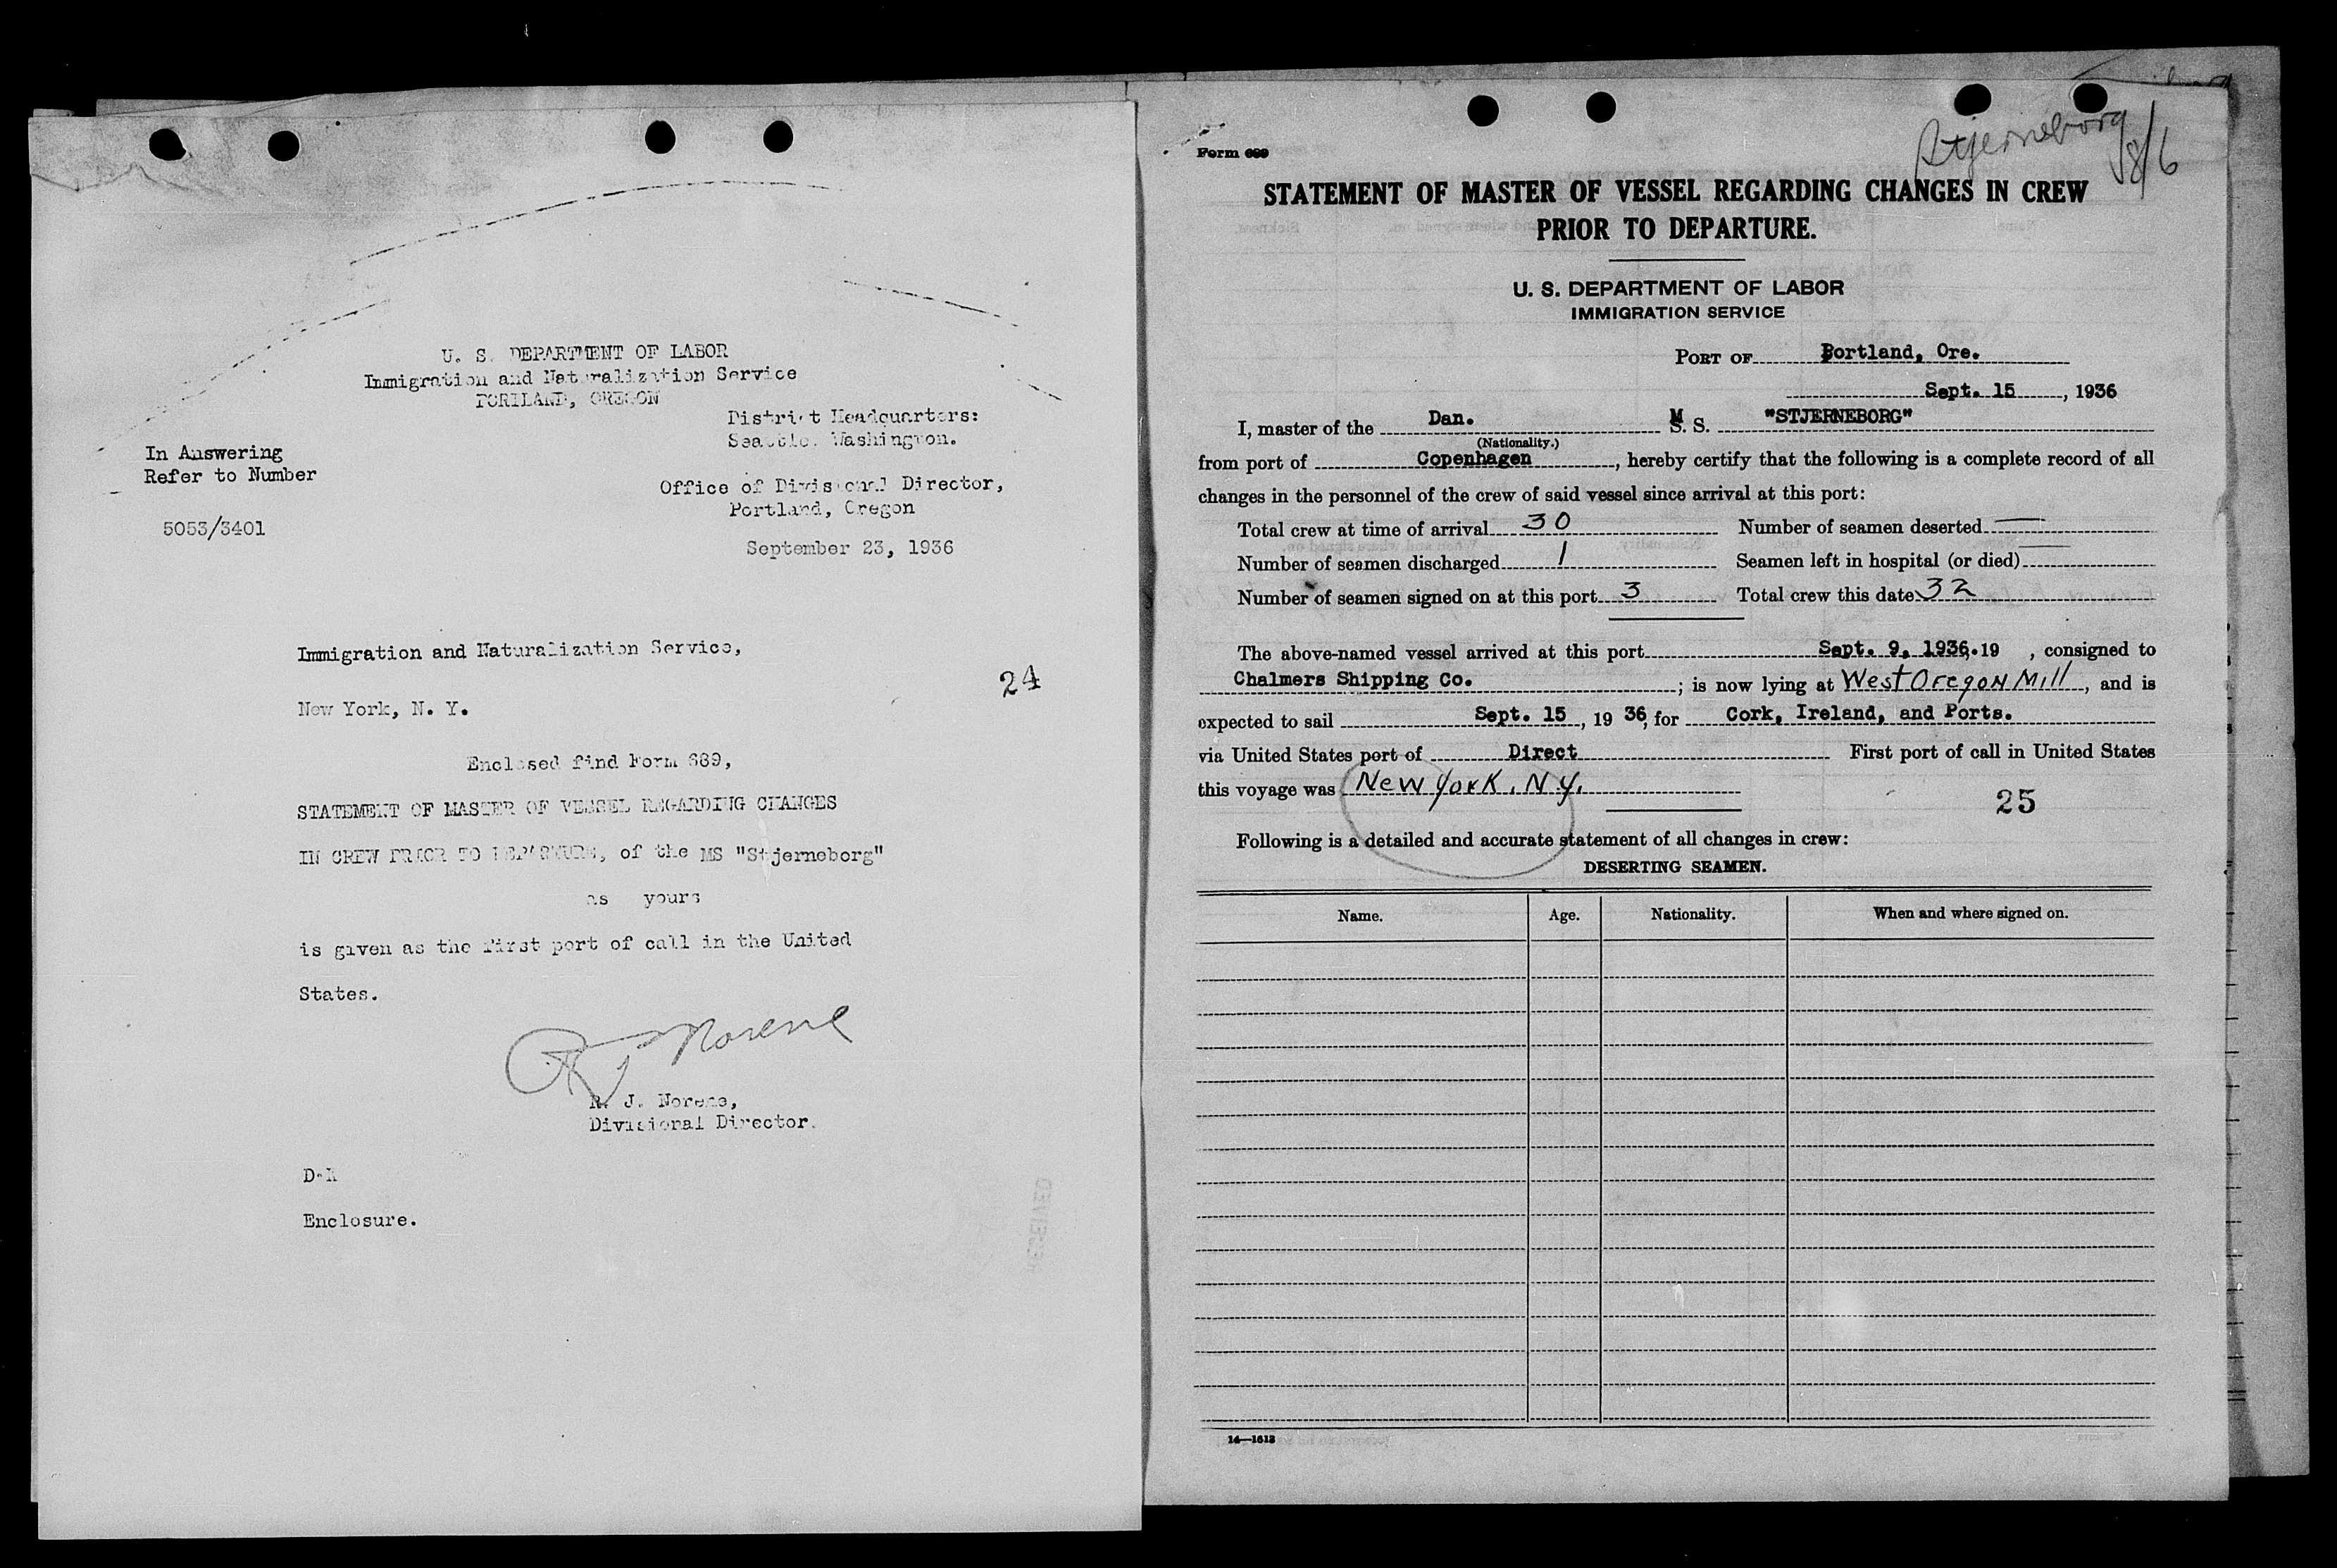 U. S. DEPARTMENT OF LABOR
Immigration and Naturalization Service
PORTLAND, OREGON
District Headquarters:
Seattle, Washington.
In Answering
Refer to Number
5053/3401
Office of Divisional Director,
Portland, Oregon
September 23, 1936
Immigration and Naturalization Service,
24
New York, N. Y.
Enclosed find Form 689,
STATEMENT OF MASTER OF VESSEL REGARDING CHANGES
IN CREW PRIOR TO DEPARTURE, of the MS "Stjerneborg"
as yours
is given as the first port of call in the United
States.
R J Norene
R. J. Norene,
Divisional Director.
Enclosure.
RECEIVED
Form 689
Stjerneborg
8/6
STATEMENT OF MASTER OF VESSEL REGARDING CHANGES IN CREW
PRIOR TO DEPARTURE.
U. S. DEPARTMENT OF LABOR
IMMIGRATION SERVICE
PORT OF Portland, Ore.
Sept. 15, 1936
I, master of the Dan. M S. S. "STJERNEBORG"
(Nationality.)
from port of Copenhagen, hereby certify that the following is a complete record of all
changes in the personnel of the crew of said vessel since arrival at this port:
Total crew at time of arrival 30 Number of seamen deserted —
Number of seamen discharged 1 Seamen left in hospital (or died) —
Number of seamen signed on at this port 3 Total crew this date 32
The above-named vessel arrived at this port Sept. 9, 1936, 19 , consigned to
Chalmers Shipping Co. ; is now lying at West Oregon Mill, and is
expected to sail Sept. 15, 19 36, for Cork, Ireland, and Ports.
via United States port of Direct First port of call in United States
this voyage was New York, N.Y.
25
Following is a detailed and accurate statement of all changes in crew:
DESERTING SEAMEN.
Name. Age. Nationality. When and where signed on.
14—1613